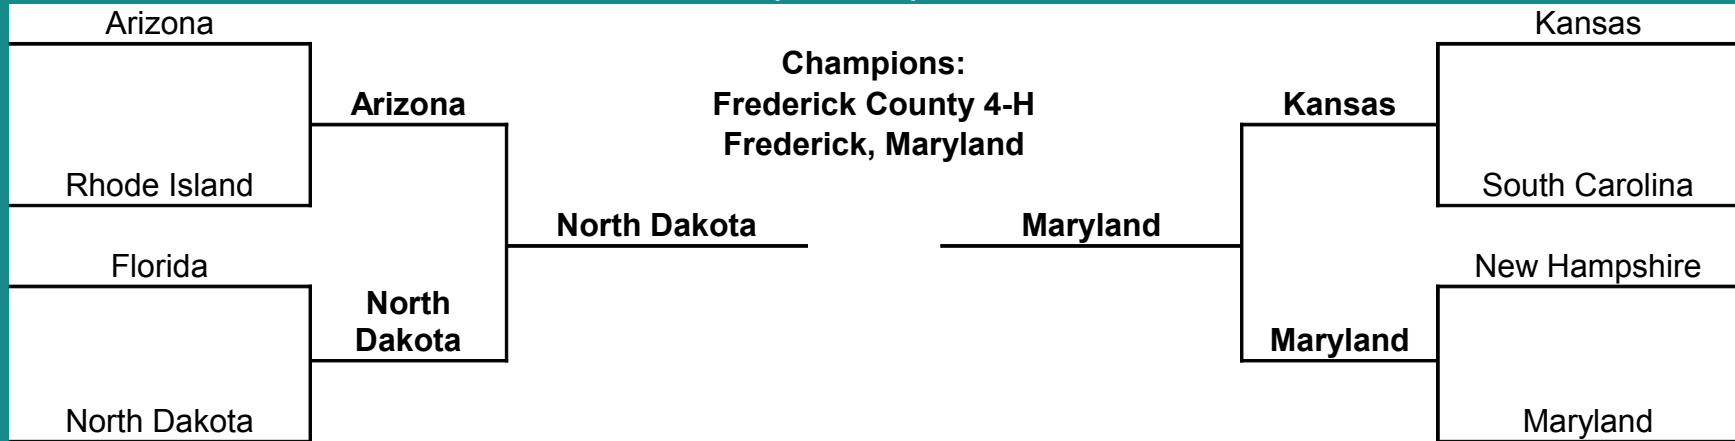 Arizona
Kansas
Champions:
Frederick County 4-H
Frederick, Maryland
Arizona
Kansas
Rhode Island
South Carolina
North Dakota
Maryland
Florida
New Hampshire
North
Dakota
Maryland
North Dakota
Maryland